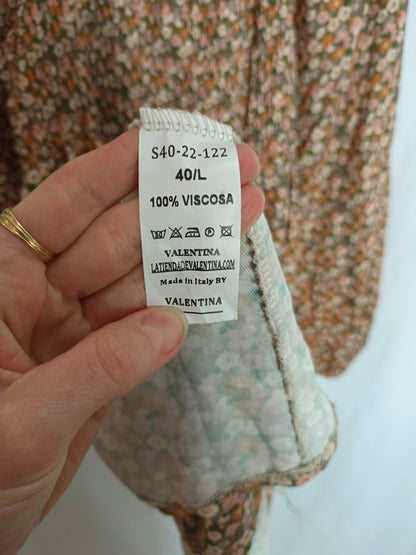 S40-22-122
40/L
100% VISCOSA
VALENTINA
LATIENDADEVALENTINA.COM
Made in Italy BY
VALENTINA